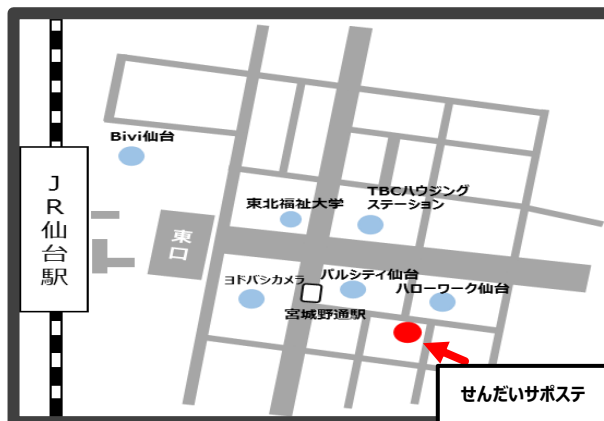 Bivi仙台
JR仙台駅
東口
東北福祉大学
TBCハウジング
ステーション
ヨドバシカメラ
パルシティ仙台
ハローワーク仙台
宮城野通駅
せんだいサポステ